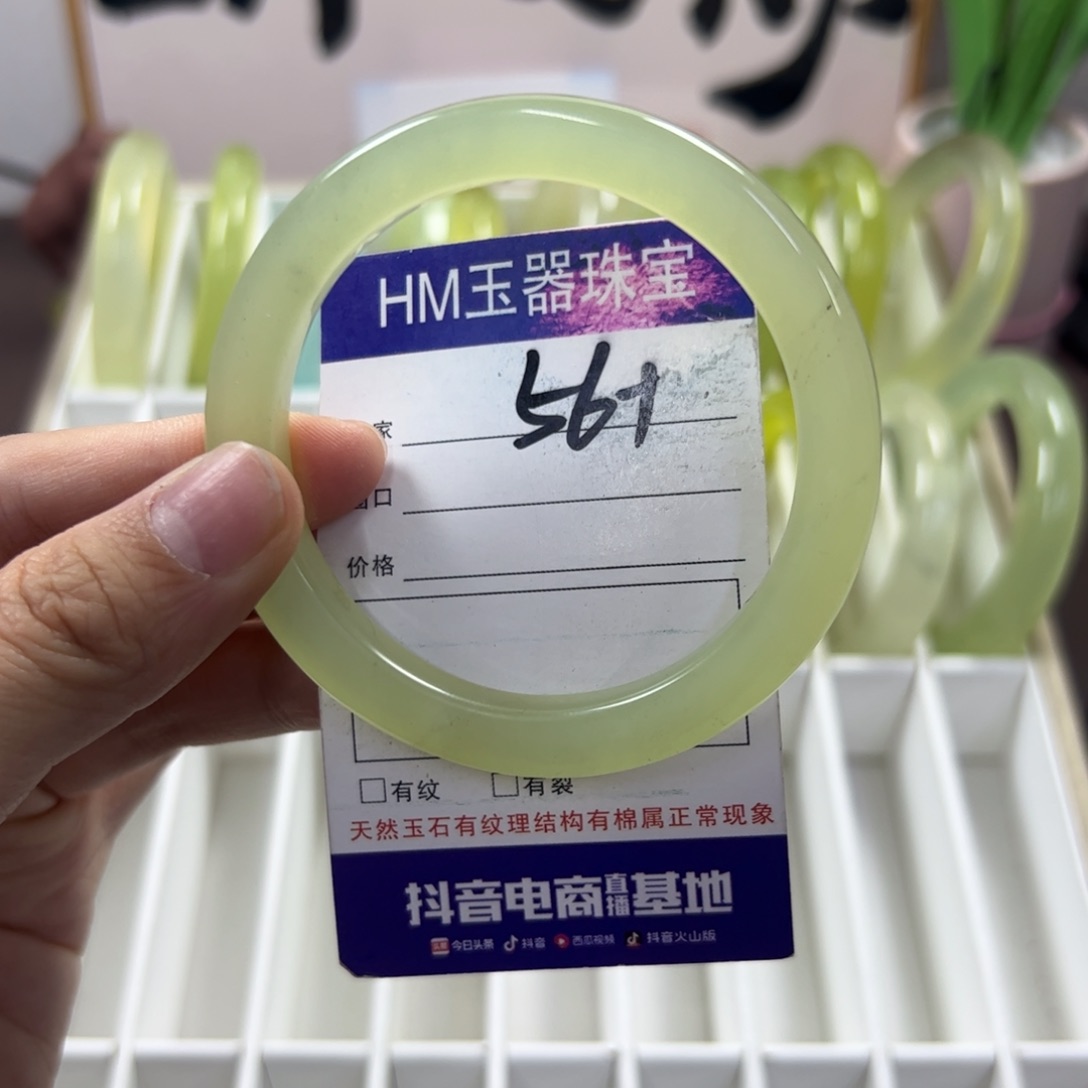 HM玉器珠宝
56+
家
口
价格
有纹 有裂
天然玉石有纹理结构有棉属正常现象
抖音电商直播基地
今日头条 抖音 西瓜视频 抖音火山版